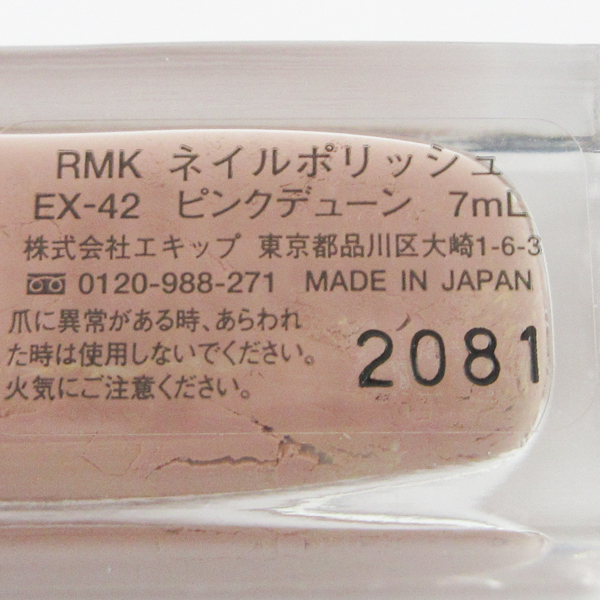 RMK ネイルポリッシュ
EX-42 ピンクデューン 7mL
株式会社エキップ 東京都品川区大崎1-6-3
0120-988-271 MADE IN JAPAN
爪に異常がある時、あらわれ
た時は使用しないでください。
火気にご注意ください。
2081